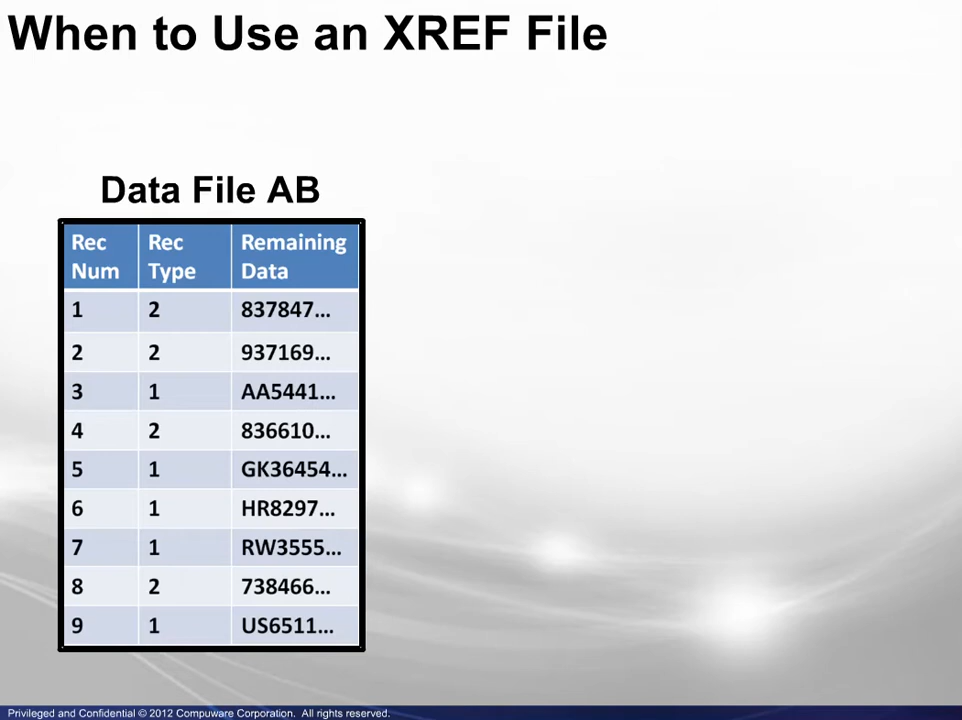 When to Use an XREF File
Data File AB
Rec Num Rec Type Remaining Data
1 2 837847...
2 2 937169...
3 1 AA5441...
4 2 836610...
5 1 GK36454...
6 1 HR8297...
7 1 RW3555...
8 2 738466...
9 1 US6511...
Privileged and Confidential © 2012 Compuware Corporation. All rights reserved.